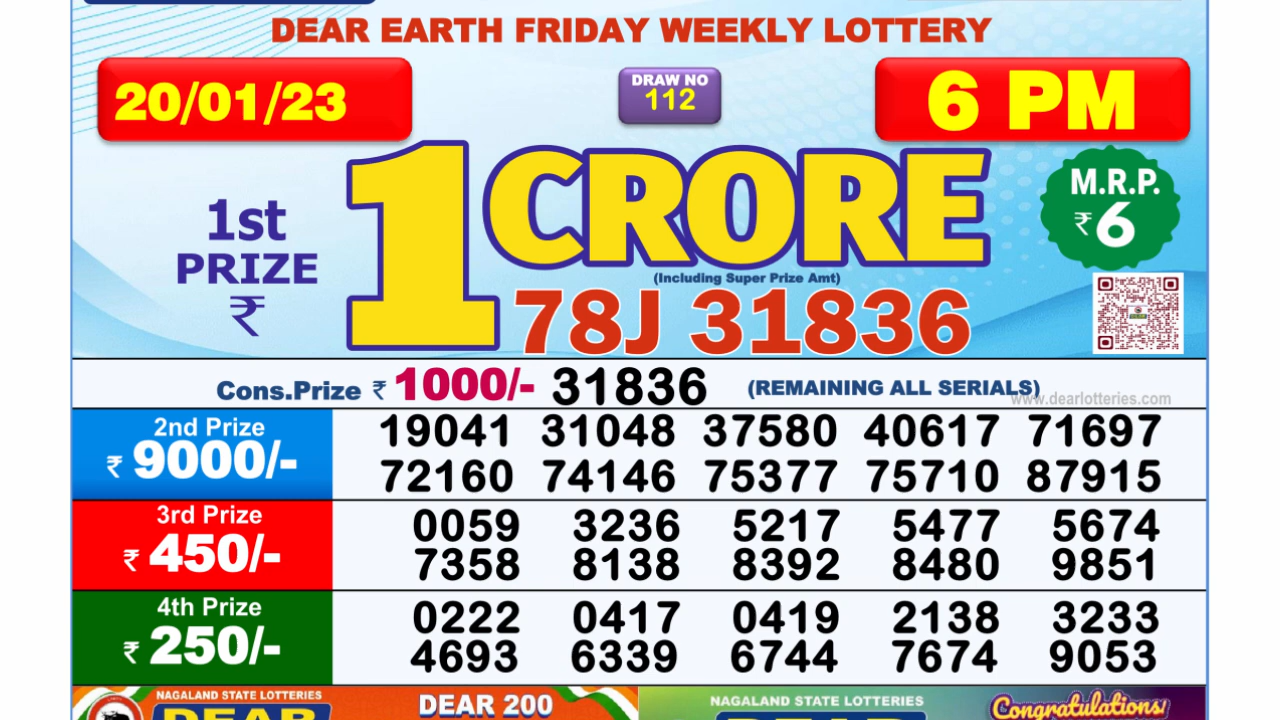 DEAR EARTH FRIDAY WEEKLY LOTTERY
20/01/23
DRAW NO
112
6 PM
1st
PRIZE
₹
1 CRORE
(Including Super Prize Amt)
M.R.P.
₹6
78J 31836
Cons.Prize ₹ 1000/- 31836 (REMAINING ALL SERIALS)
www.dearlotteries.com
2nd Prize
₹ 9000/-
19041 31048 37580 40617 71697
72160 74146 75377 75710 87915
3rd Prize
₹ 450/-
0059 3236 5217 5477 5674
7358 8138 8392 8480 9851
4th Prize
₹ 250/-
0222 0417 0419 2138 3233
4693 6339 6744 7674 9053
NAGALAND STATE LOTTERIES
DEAR
DEAR 200
NAGALAND STATE LOTTERIES
DEAR
Congratulations!